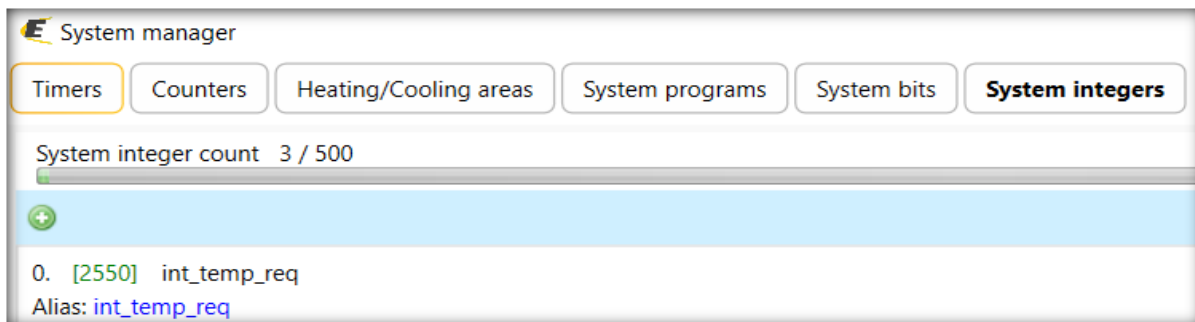 System manager
Timers Counters Heating/Cooling areas System programs System bits System integers
System integer count 3 / 500
0. [2550] int_temp_req
Alias: int_temp_req